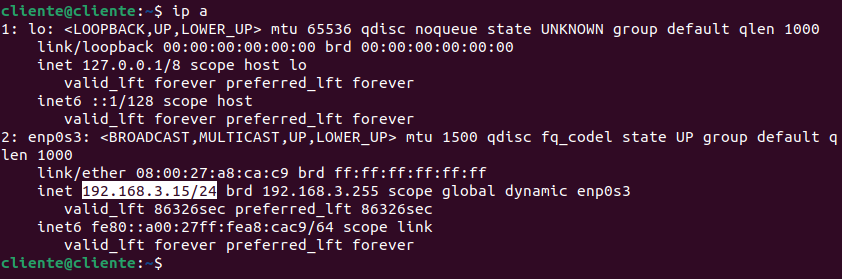 cliente@cliente:~$ ip a
1: lo: <LOOPBACK,UP,LOWER_UP> mtu 65536 qdisc noqueue state UNKNOWN group default qlen 1000
    link/loopback 00:00:00:00:00:00 brd 00:00:00:00:00:00
    inet 127.0.0.1/8 scope host lo
       valid_lft forever preferred_lft forever
    inet6 ::1/128 scope host
       valid_lft forever preferred_lft forever
2: enp0s3: <BROADCAST,MULTICAST,UP,LOWER_UP> mtu 1500 qdisc fq_codel state UP group default q
len 1000
    link/ether 08:00:27:a8:ca:c9 brd ff:ff:ff:ff:ff:ff
    inet 192.168.3.15/24 brd 192.168.3.255 scope global dynamic enp0s3
       valid_lft 86326sec preferred_lft 86326sec
    inet6 fe80::a00:27ff:fea8:cac9/64 scope link
       valid_lft forever preferred_lft forever
cliente@cliente:~$